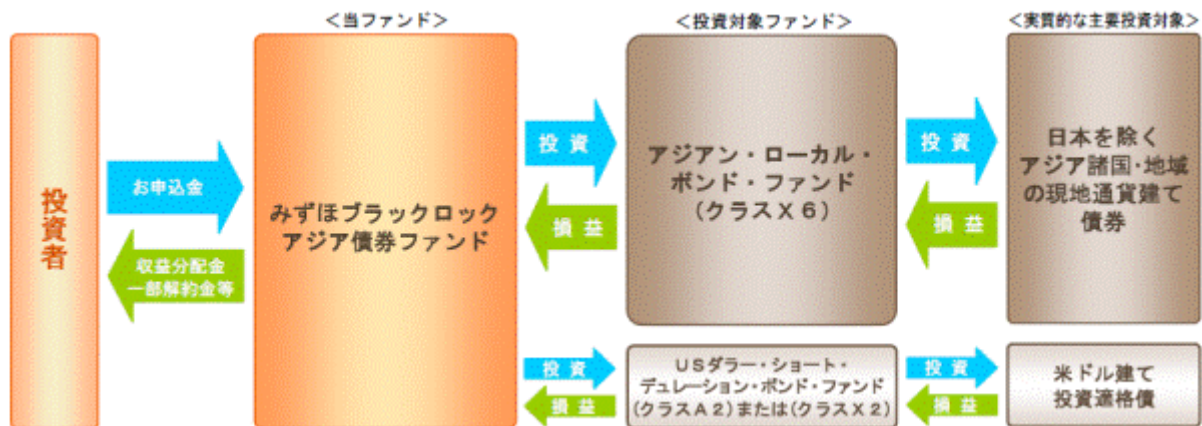 ＜当ファンド＞
＜投資対象ファンド＞
＜実質的な主要投資対象＞
投資者
お申込金
収益分配金
一部解約金等
みずほブラックロック
アジア債券ファンド
投資
損益
アジアン・ローカル・
ボンド・ファンド
（クラスＸ６）
投資
損益
日本を除く
アジア諸国・地域
の現地通貨建て
債券
投資
損益
ＵＳダラー・ショート・
デュレーション・ボンド・ファンド
（クラスＡ２）または（クラスＸ２）
投資
損益
米ドル建て
投資適格債